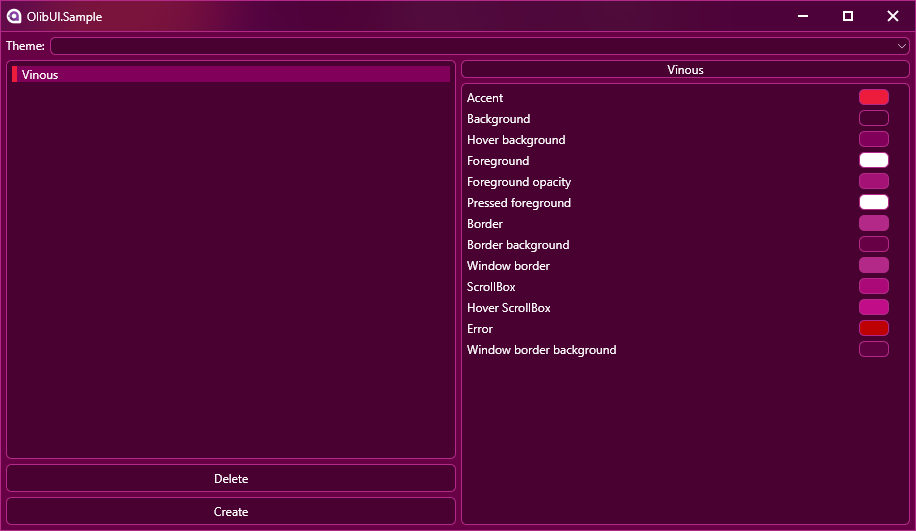 OlibUI.Sample
Theme:
Vinous
Delete
Create
Vinous
Accent
Background
Hover background
Foreground
Foreground opacity
Pressed foreground
Border
Border background
Window border
ScrollBox
Hover ScrollBox
Error
Window border background